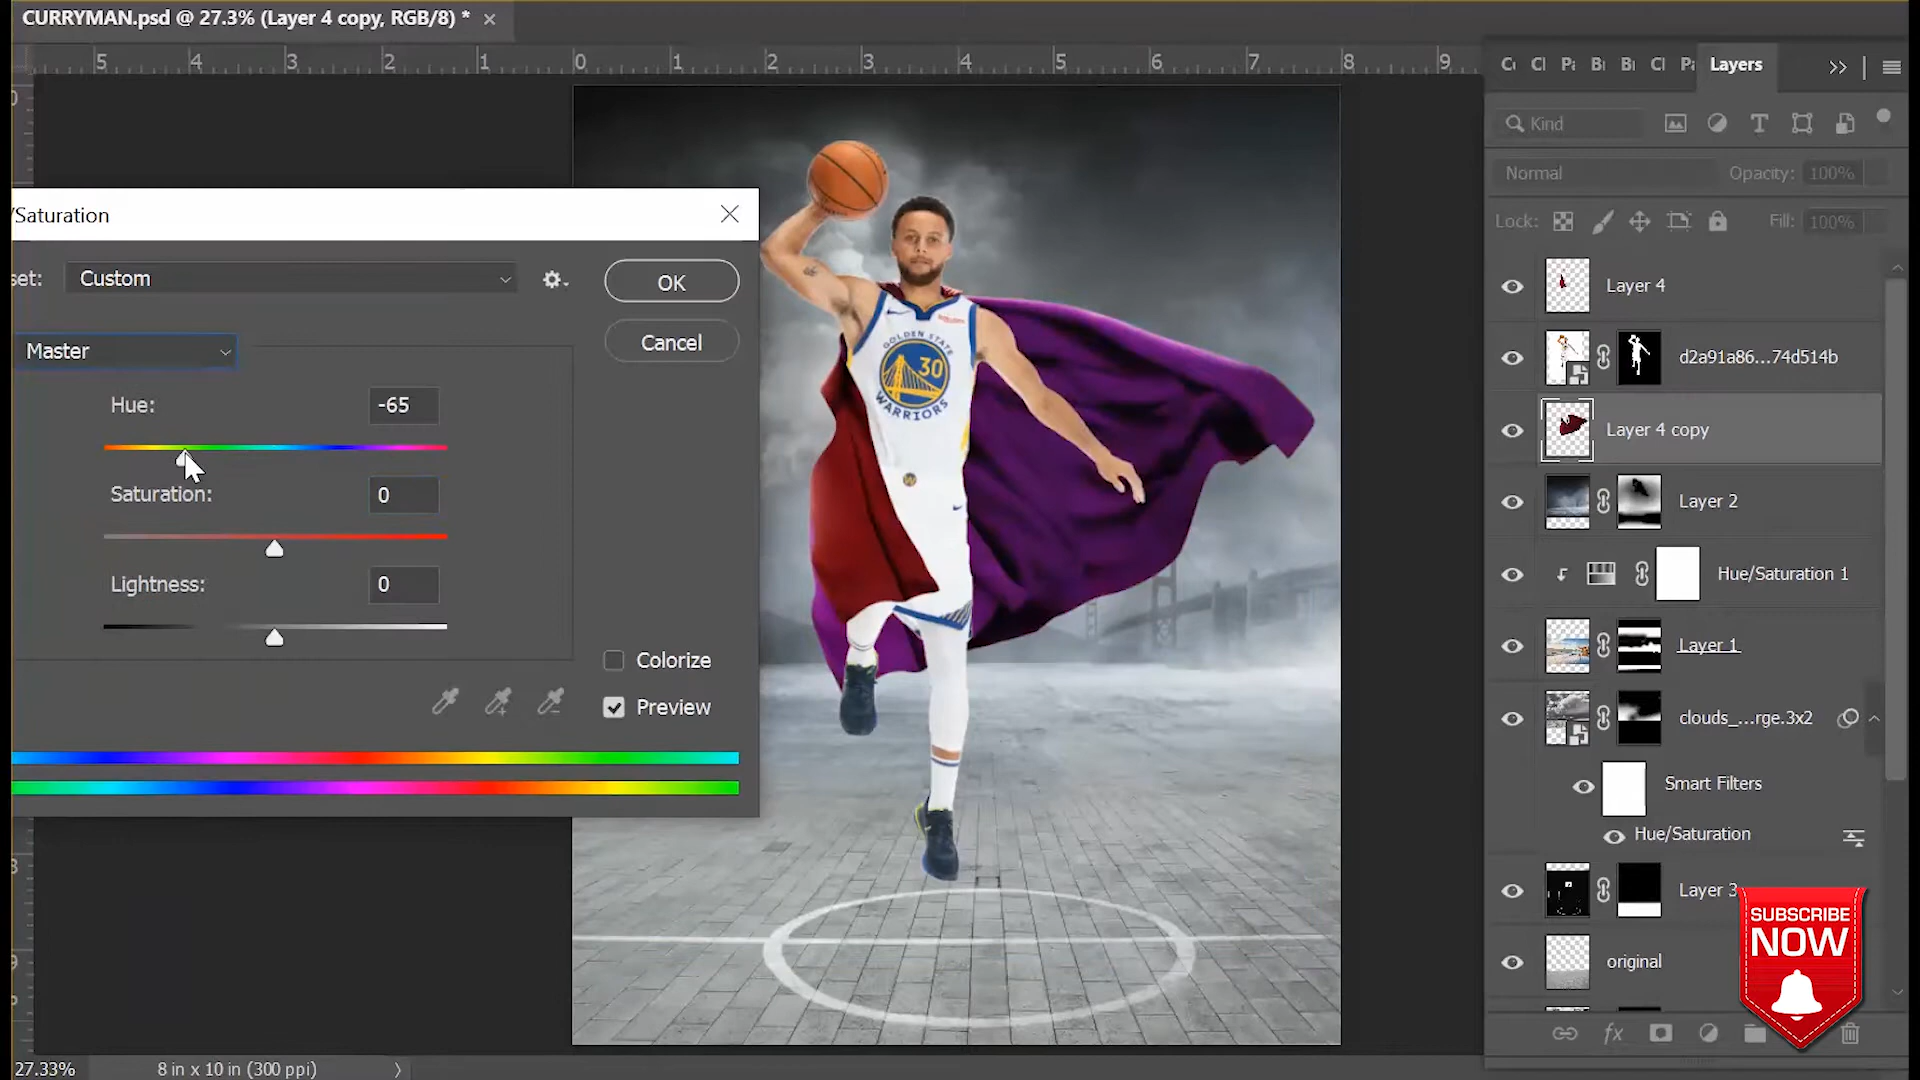 CURRYMAN.psd @ 27.3% (Layer 4 copy, RGB/8) *
5 4 3 2 1 0 1 2 3 4 5 6 7 8 9
/Saturation
set: Custom
OK
Cancel
Master
Hue: -65
Saturation: 0
Lightness: 0
Colorize
Preview
GOLDEN STATE
30
WARRIORS
Layers
Kind
Normal Opacity: 100%
Lock: Fill: 100%
Layer 4
d2a91a86...74d514b
Layer 4 copy
Layer 2
Hue/Saturation 1
Layer 1
clouds_...rge.3x2
Smart Filters
Hue/Saturation
Layer 3
original
SUBSCRIBE
NOW
27.33% 8 in x 10 in (300 ppi)